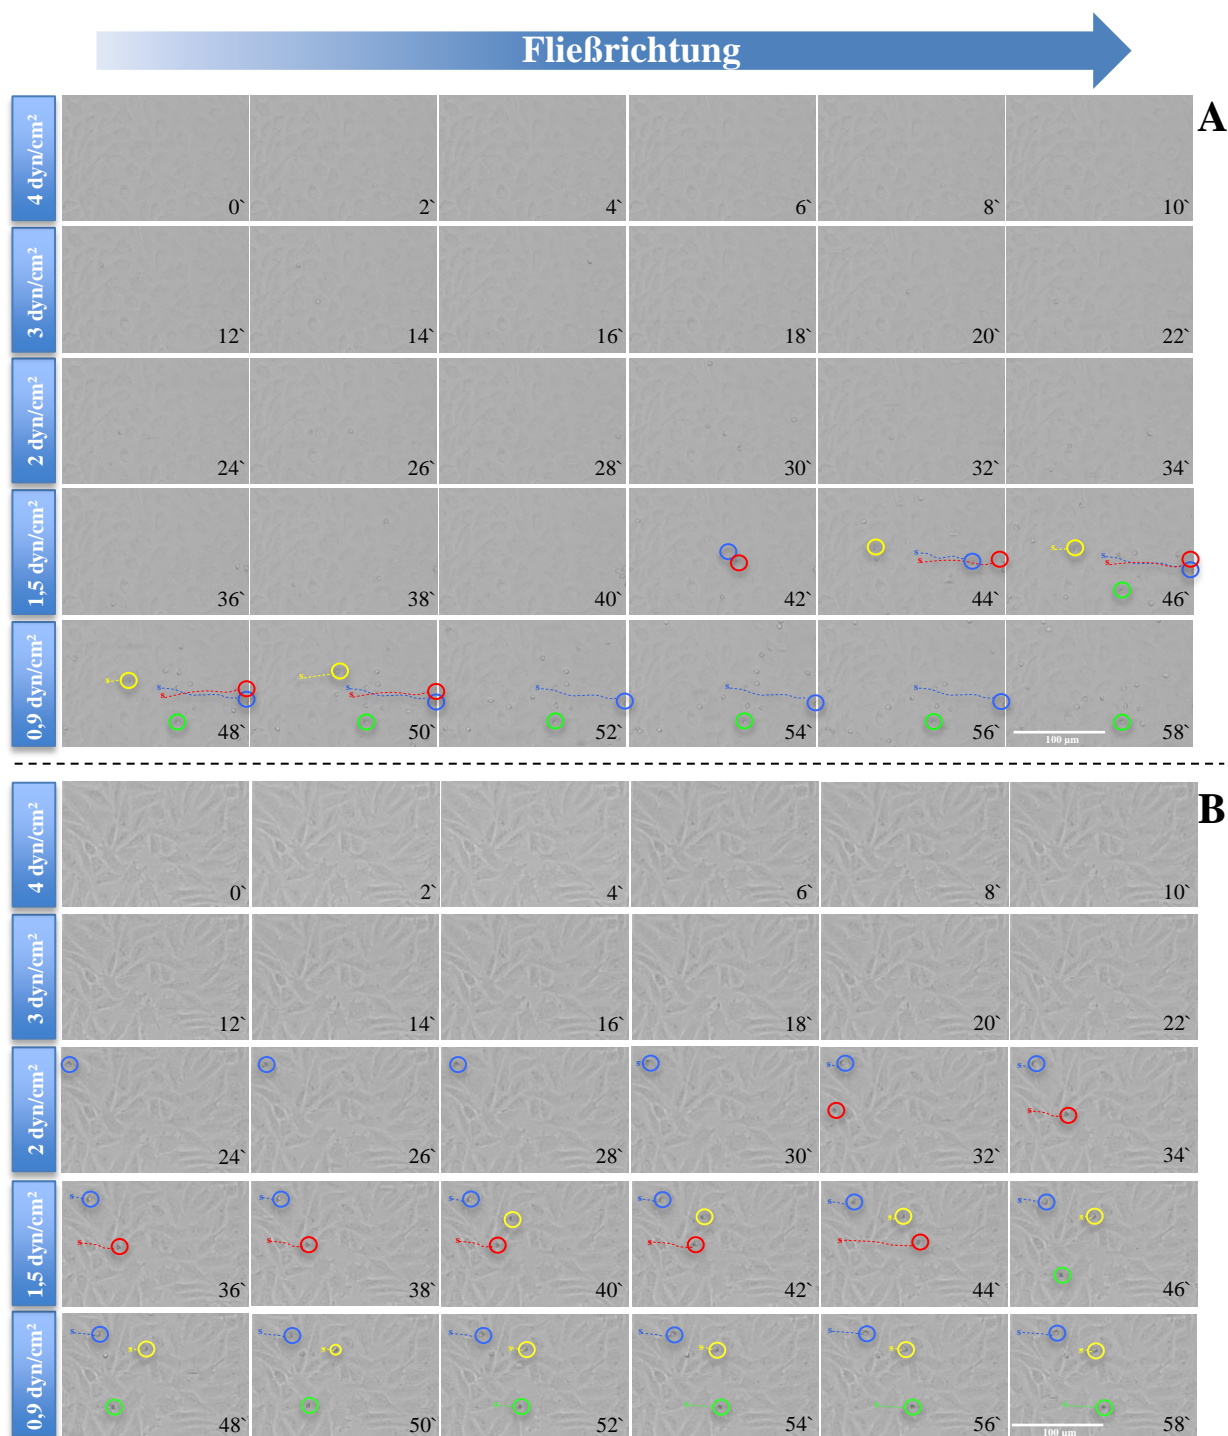 Fließrichtung
A
4 dyn/cm²
0` 2` 4` 6` 8` 10`
3 dyn/cm²
12` 14` 16` 18` 20` 22`
2 dyn/cm²
24` 26` 28` 30` 32` 34`
1,5 dyn/cm²
s s s s s
36` 38` 40` 42` 44` 46`
0,9 dyn/cm²
s s s s s s s s s
48` 50` 52` 54` 56` 58`
100 µm
B
4 dyn/cm²
0` 2` 4` 6` 8` 10`
3 dyn/cm²
12` 14` 16` 18` 20` 22`
2 dyn/cm²
s s s s
24` 26` 28` 30` 32` 34`
1,5 dyn/cm²
s s s s s s
s s
s s s s s
36` 38` 40` 42` 44` 46`
0,9 dyn/cm²
s s s s s s
s s s s s s
s
48` 50` 52` 54` 56` 58`
100 µm